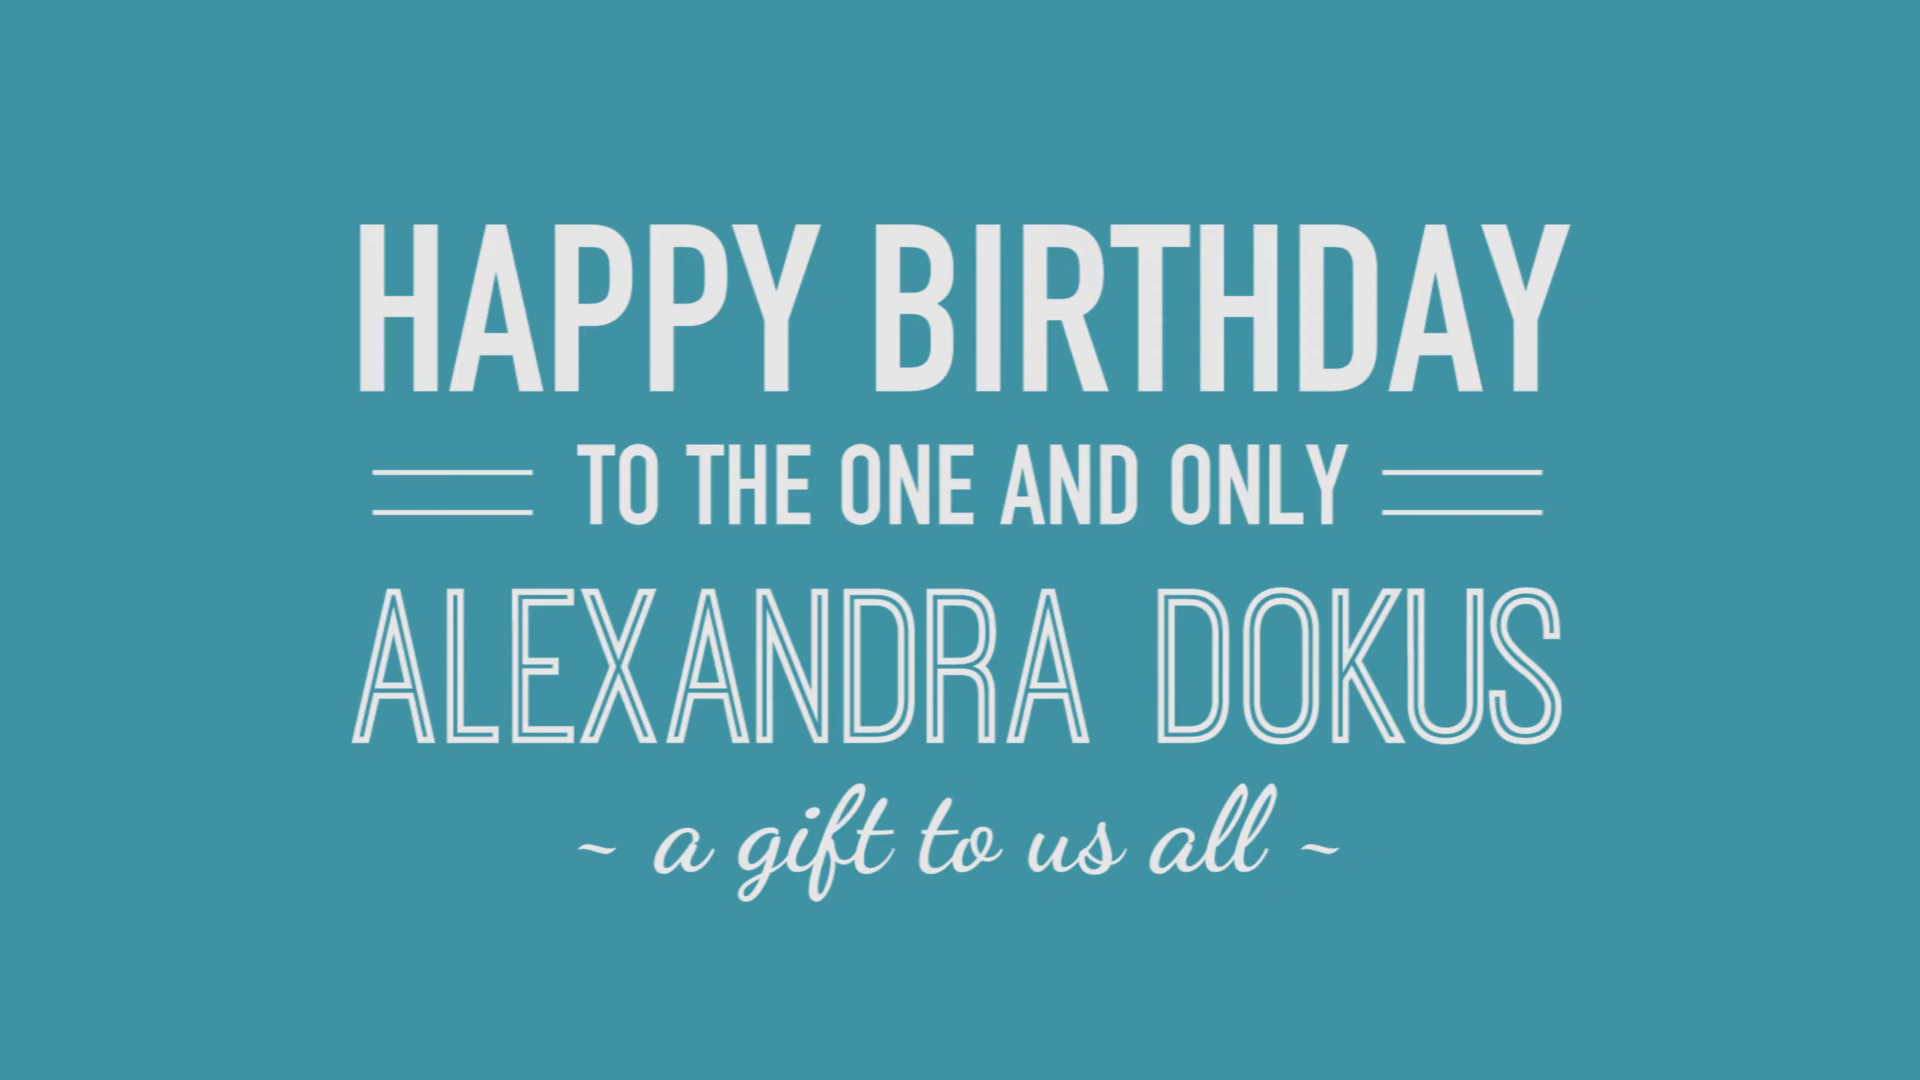 HAPPY BIRTHDAY
TO THE ONE AND ONLY
ALEXANDRA DOKUS
~ a gift to us all ~